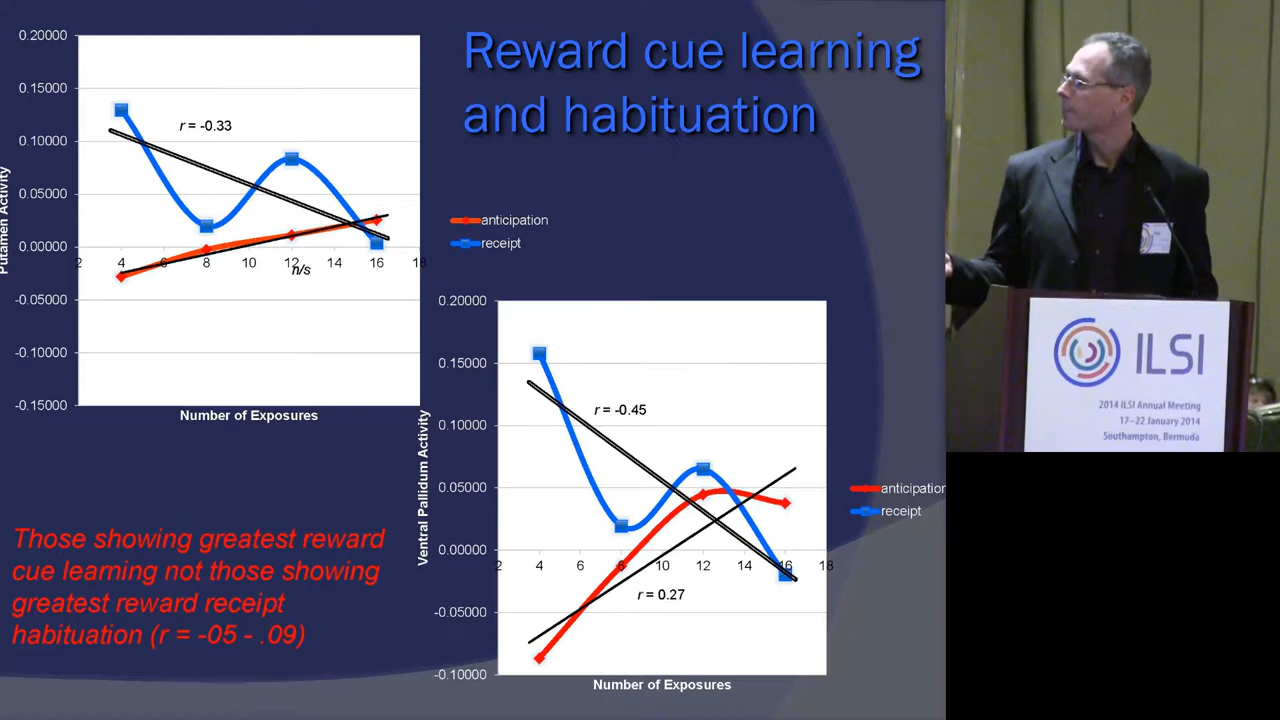 Reward cue learning
and habituation
0.20000
0.15000
0.10000
0.05000
0.00000
-0.05000
-0.10000
-0.15000
Putamen Activity
r = -0.33
n/s
4
6
8
10
12
14
16
18
Number of Exposures
anticipation
receipt
0.20000
0.15000
0.10000
0.05000
0.00000
-0.05000
-0.10000
Ventral Pallidum Activity
r = -0.45
r = 0.27
2
4
6
8
10
12
14
16
18
Number of Exposures
anticipation
receipt
Those showing greatest reward
cue learning not those showing
greatest reward receipt
habituation (r = -05 - .09)
ILSI
2014 ILSI Annual Meeting
17–22 January 2014
Southampton, Bermuda